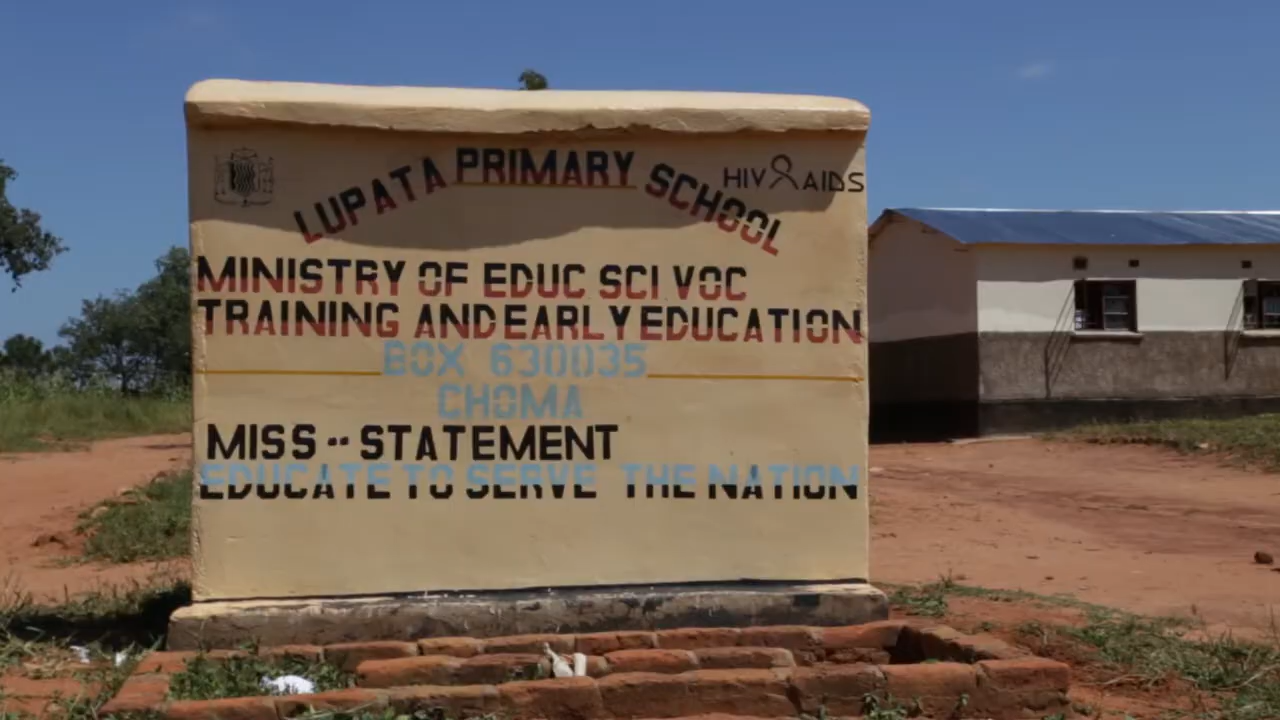 LUPATA PRIMARY SCHOOL
HIV AIDS
MINISTRY OF EDUC SCI VOC
TRAINING AND EARLY EDUCATION
BOX 630035
CHOMA
MISS -- STATEMENT
EDUCATE TO SERVE THE NATION